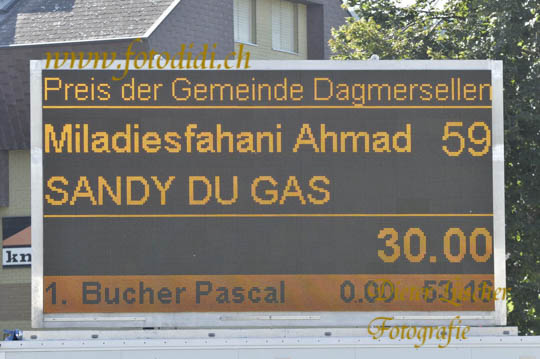 www.fotodidi.ch
Preis der Gemeinde Dagmersellen
Miladiesfahani Ahmad 59
SANDY DU GAS
30.00
kn
1. Bucher Pascal 0.00
Fotografie